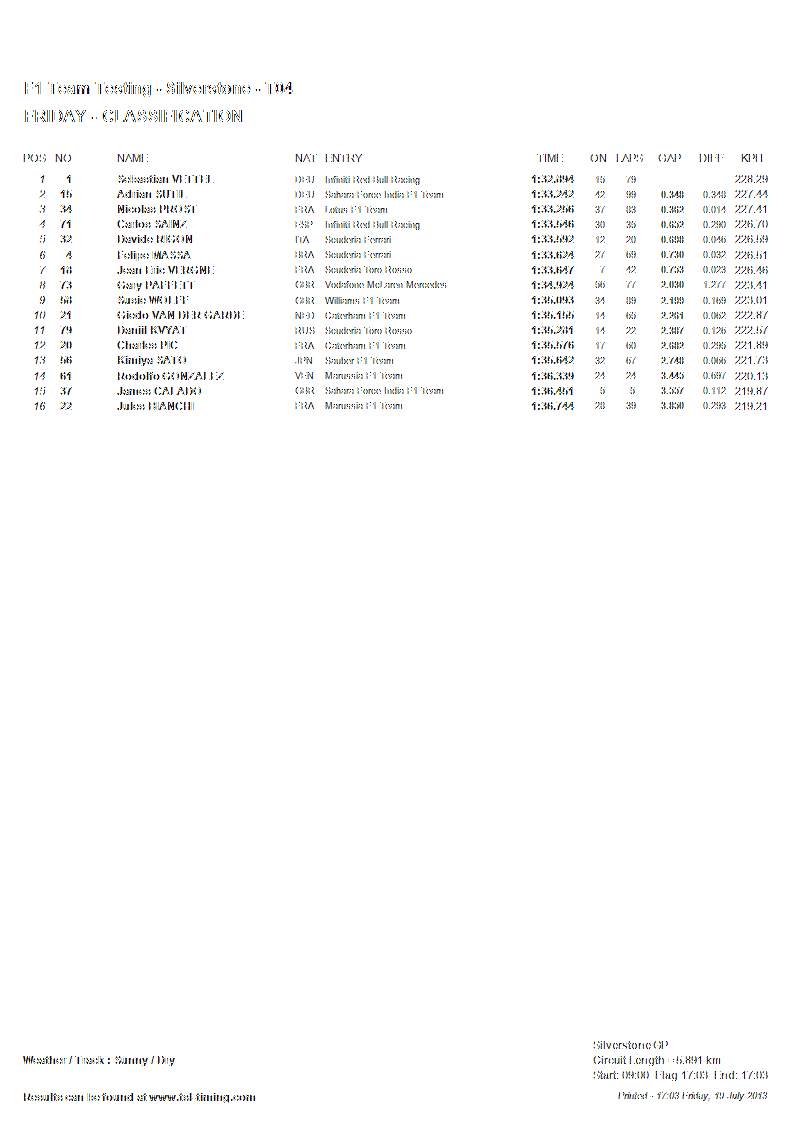 F1 Team Testing - Silverstone - T04
FRIDAY - CLASSIFICATION
POS NO NAME NAT ENTRY TIME ON LAPS GAP DIFF KPH
1 1 Sebastian VETTEL DEU Infiniti Red Bull Racing 1:32.894 15 79 228.29
2 15 Adrian SUTIL DEU Sahara Force India F1 Team 1:33.242 42 99 0.348 0.348 227.44
3 34 Nicolas PROST FRA Lotus F1 Team 1:33.256 37 83 0.362 0.014 227.41
4 71 Carlos SAINZ ESP Infiniti Red Bull Racing 1:33.546 30 35 0.652 0.290 226.70
5 32 Davide RIGON ITA Scuderia Ferrari 1:33.592 12 20 0.698 0.046 226.59
6 4 Felipe MASSA BRA Scuderia Ferrari 1:33.624 27 69 0.730 0.032 226.51
7 18 Jean-Eric VERGNE FRA Scuderia Toro Rosso 1:33.647 7 42 0.753 0.023 226.46
8 73 Gary PAFFETT GBR Vodafone McLaren Mercedes 1:34.924 56 77 2.030 1.277 223.41
9 58 Susie WOLFF GBR Williams F1 Team 1:35.093 34 89 2.199 0.169 223.01
10 21 Giedo VAN DER GARDE NED Caterham F1 Team 1:35.155 14 65 2.261 0.062 222.87
11 79 Daniil KVYAT RUS Scuderia Toro Rosso 1:35.281 14 22 2.387 0.126 222.57
12 20 Charles PIC FRA Caterham F1 Team 1:35.576 17 60 2.682 0.295 221.89
13 56 Kimiya SATO JPN Sauber F1 Team 1:35.642 32 67 2.748 0.066 221.73
14 61 Rodolfo GONZALEZ VEN Marussia F1 Team 1:36.339 24 24 3.445 0.697 220.13
15 37 James CALADO GBR Sahara Force India F1 Team 1:36.451 5 5 3.557 0.112 219.87
16 22 Jules BIANCHI FRA Marussia F1 Team 1:36.744 28 39 3.850 0.293 219.21
Silverstone GP
Weather / Track : Sunny / Dry Circuit Length = 5.891 km
Start: 09:00 Flag 17:03 End: 17:03
Results can be found at www.tsl-timing.com Printed - 17:03 Friday, 19 July 2013